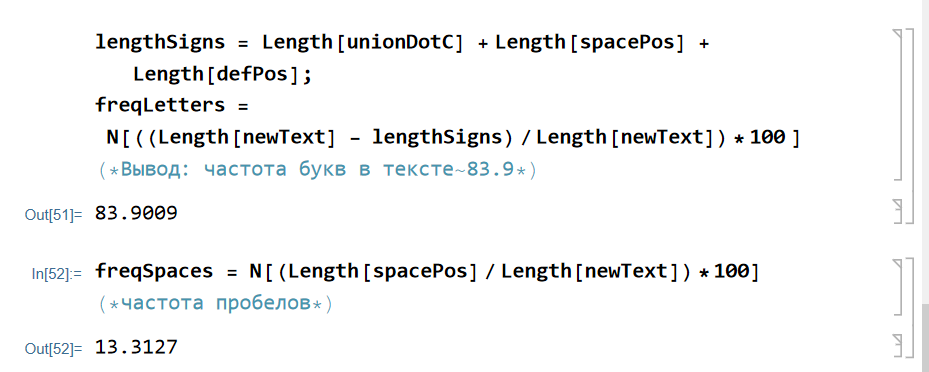 lengthSigns = Length[unionDotC] + Length[spacePos] +
Length[defPos];
freqLetters =
N[((Length[newText] - lengthSigns) / Length[newText]) * 100 ]
(*Вывод: частота букв в тексте~83.9*)
Out[51]= 83.9009
In[52]:= freqSpaces = N[(Length[spacePos] / Length[newText]) * 100]
(*частота пробелов*)
Out[52]= 13.3127